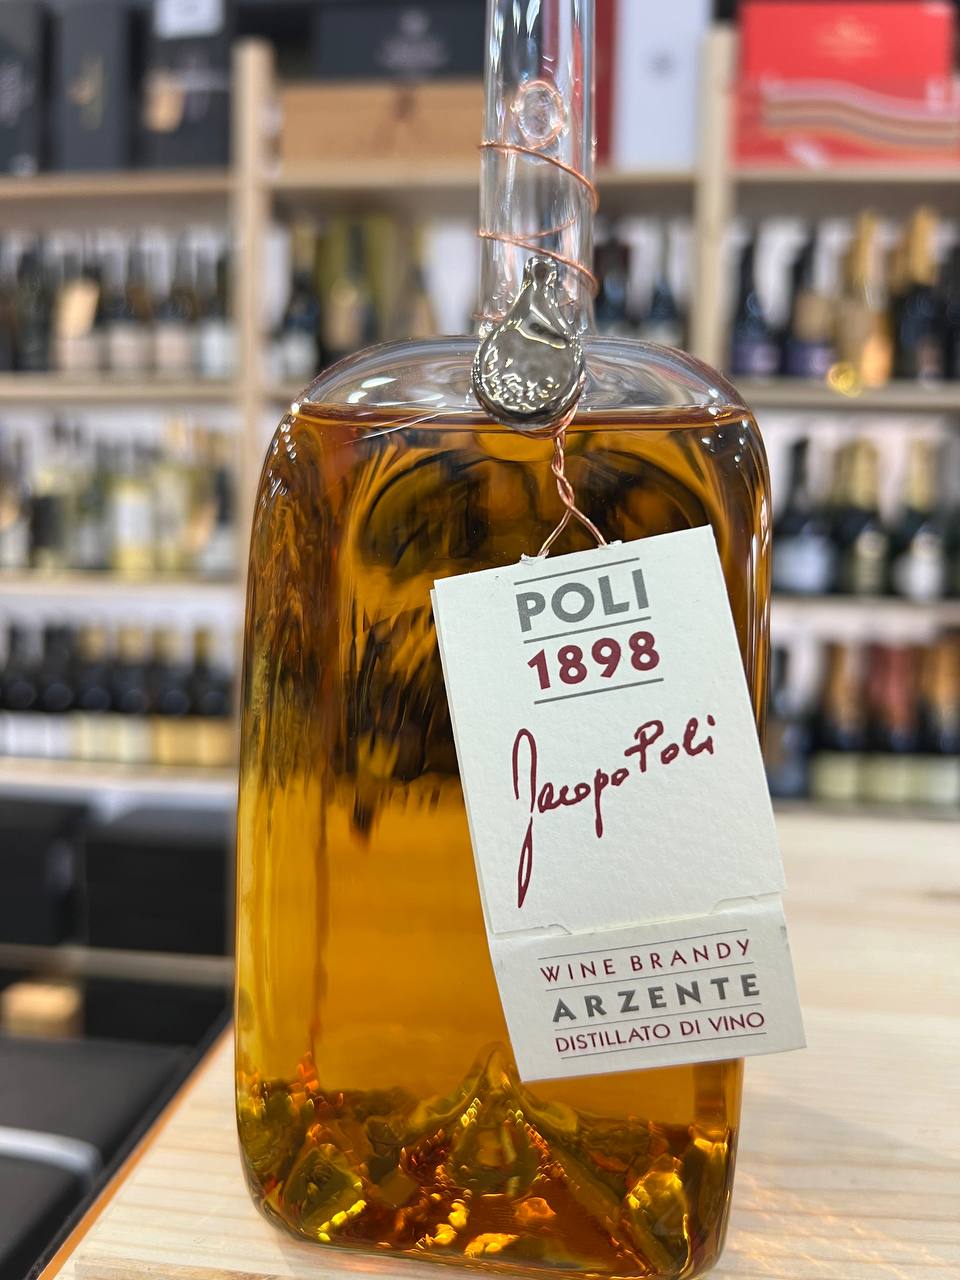 POLI
1898
Jacopo Poli
WINE BRANDY
ARZENTE
DISTILLATO DI VINO